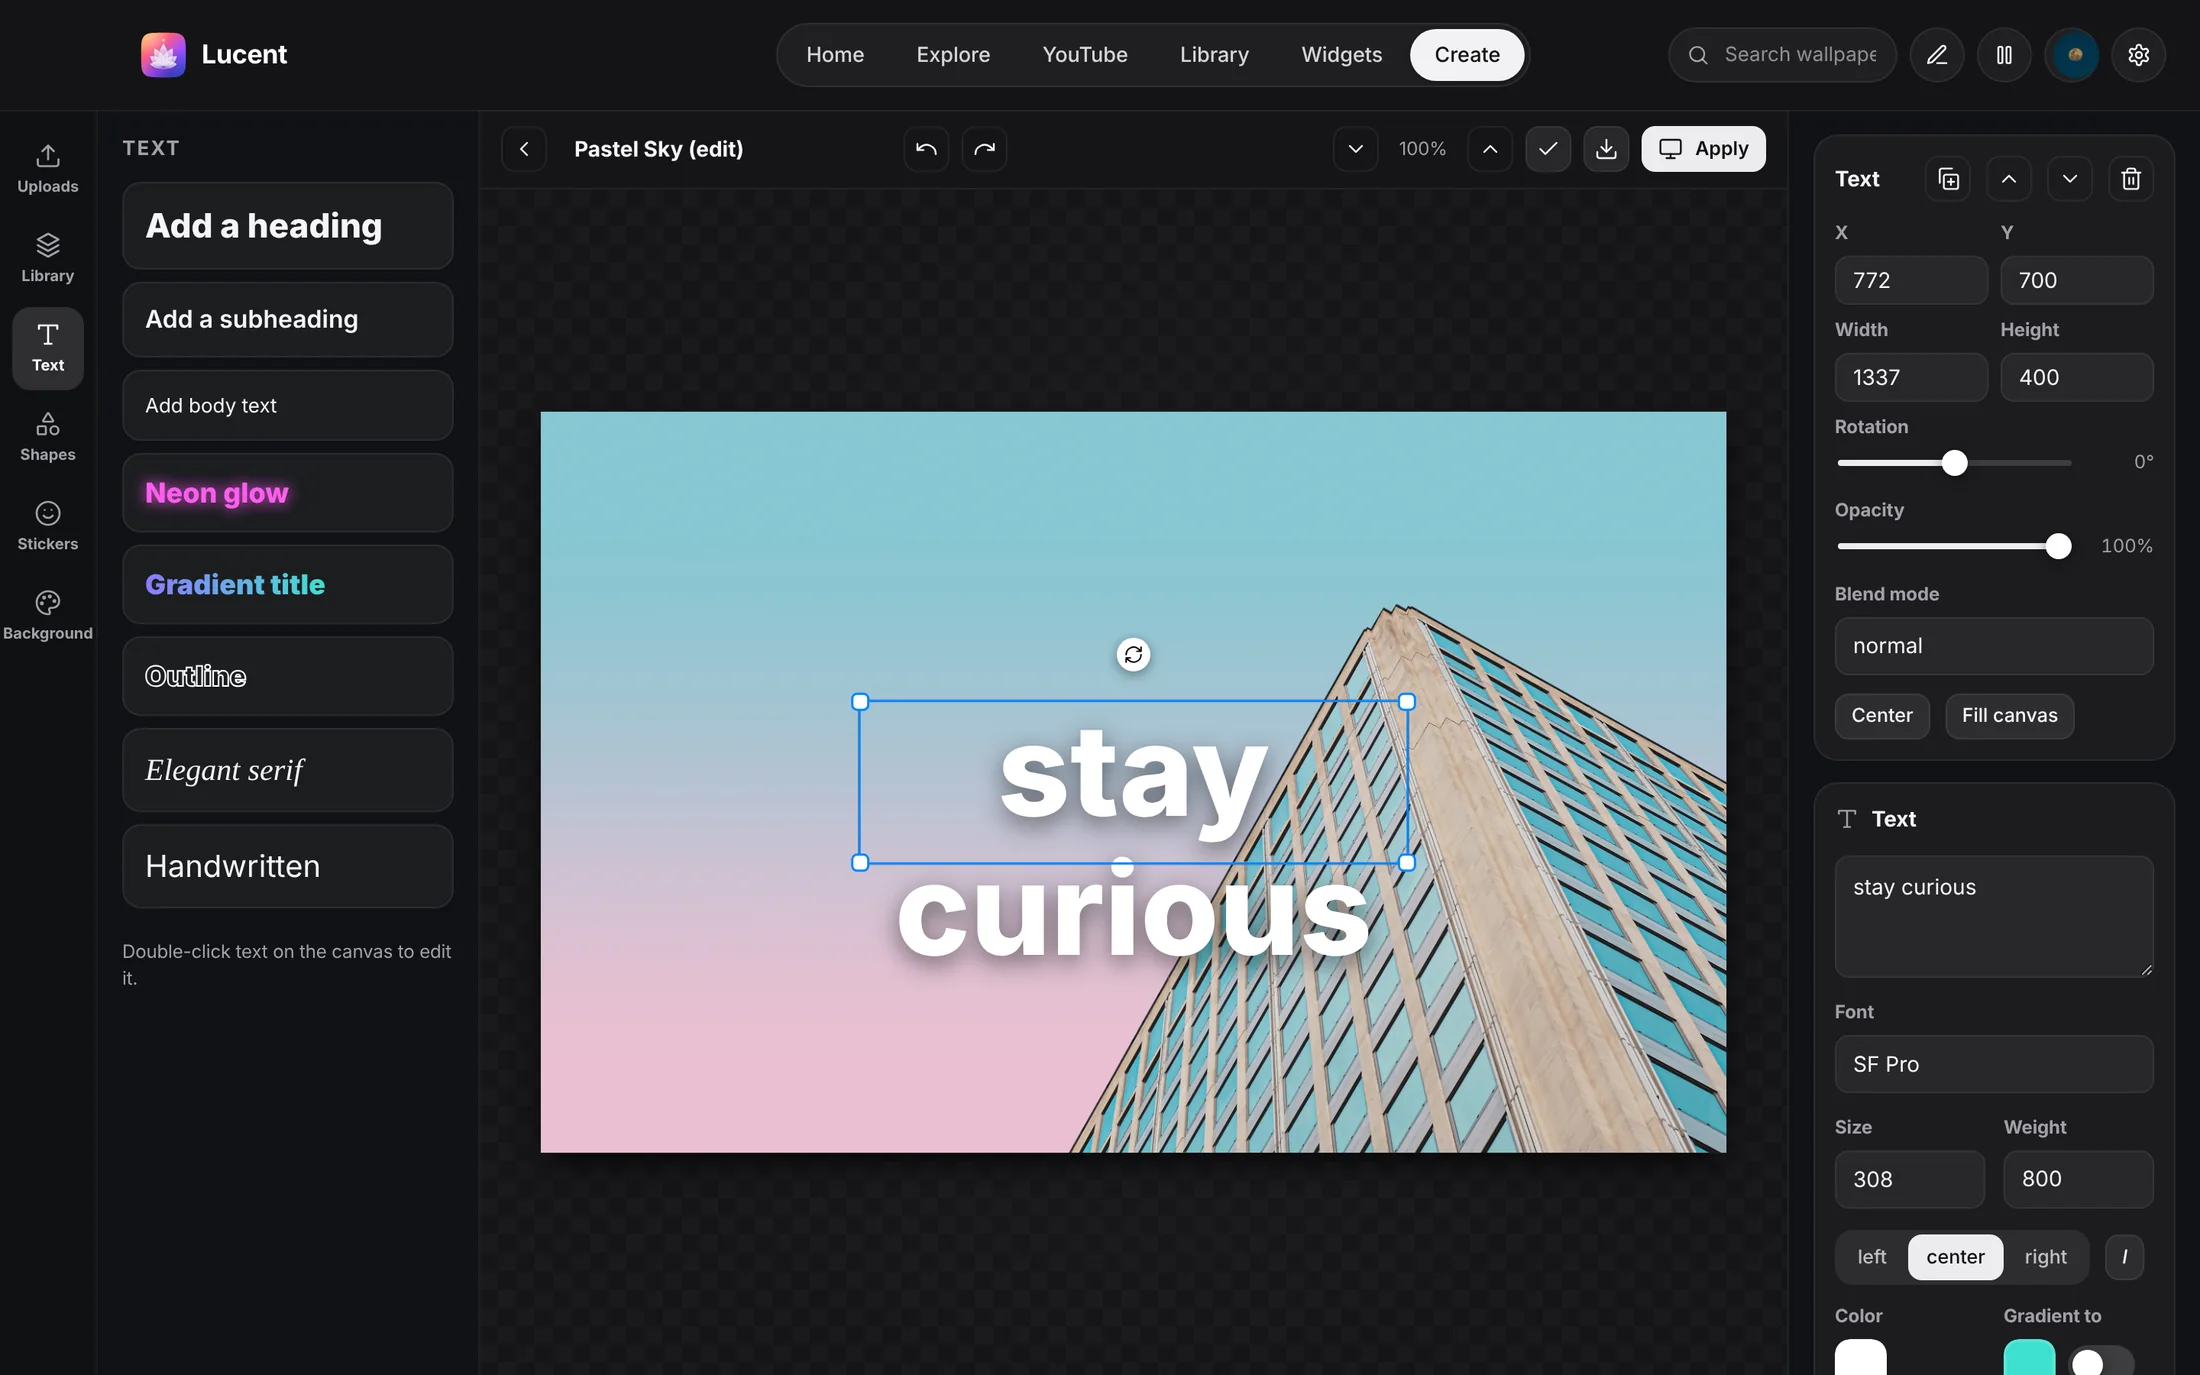 Lucent
Home
Explore
YouTube
Library
Widgets
Create
Search wallpape
Uploads
Library
Text
Shapes
Stickers
Background
TEXT
Add a heading
Add a subheading
Add body text
Neon glow
Gradient title
Outline
Elegant serif
Handwritten
Double-click text on the canvas to edit
it.
Pastel Sky (edit)
100%
Apply
stay
curious
Text
X
Y
772
700
Width
Height
1337
400
Rotation
0°
Opacity
100%
Blend mode
normal
Center
Fill canvas
Text
stay curious
Font
SF Pro
Size
Weight
308
800
left
center
right
I
Color
Gradient to